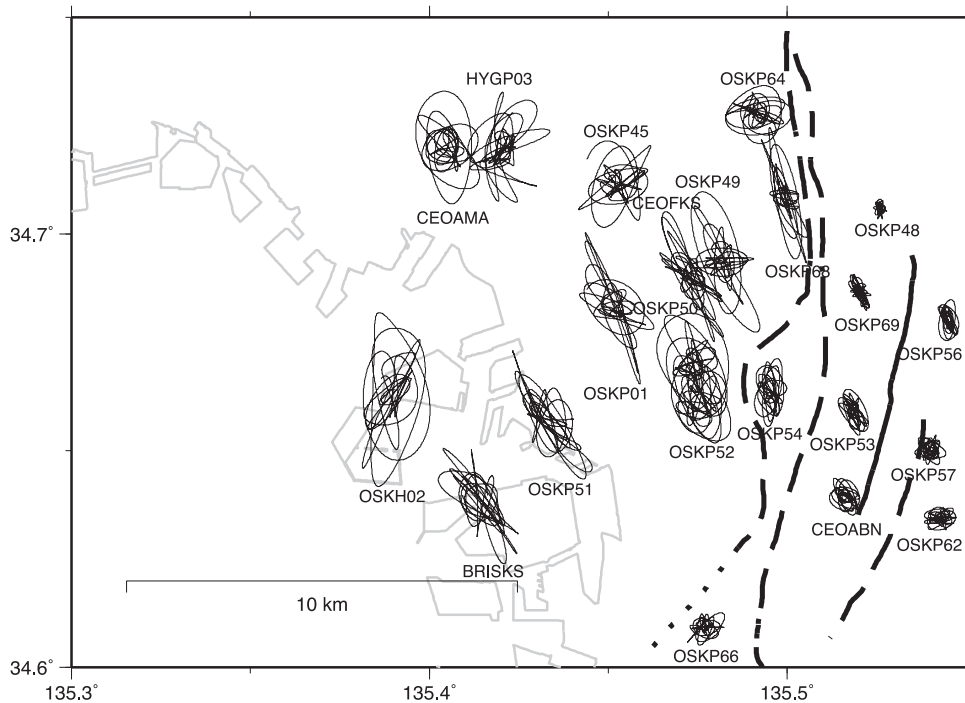 HYGP03
OSKP64
OSKP45
OSKP49
CEOFKS
CEOAMA
34.7°
OSKP48
OSKP68
OSKP50
OSKP69
OSKP56
OSKP01
OSKP52
OSKP54
OSKP53
OSKP57
OSKH02
OSKP51
CEOABN
OSKP62
BRISKS
10 km
OSKP66
34.6°
135.3°
135.4°
135.5°